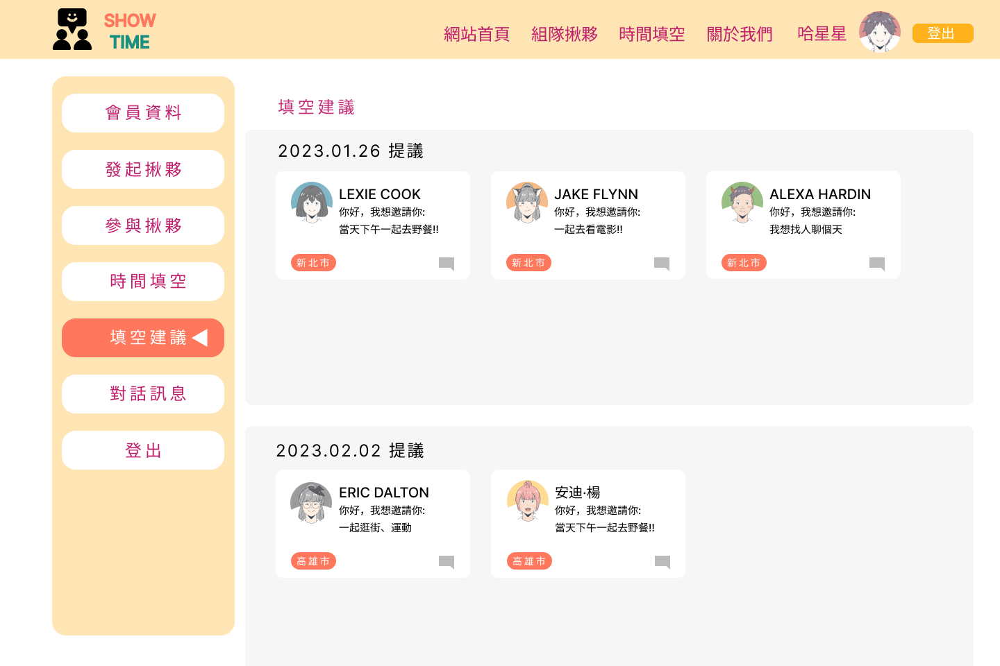 SHOW
TIME
網站首頁 組隊揪夥 時間填空 關於我們 哈星星 登出
會員資料
發起揪夥
參與揪夥
時間填空
填空建議
對話訊息
登出
填空建議
2023.01.26 提議
LEXIE COOK
你好，我想邀請你:
當天下午一起去野餐!!
新北市
JAKE FLYNN
你好，我想邀請你:
一起去看電影!!
新北市
ALEXA HARDIN
你好，我想邀請你:
我想找人聊個天
新北市
2023.02.02 提議
ERIC DALTON
你好，我想邀請你:
一起逛街、運動
高雄市
安迪·楊
你好，我想邀請你:
當天下午一起去野餐!!
高雄市